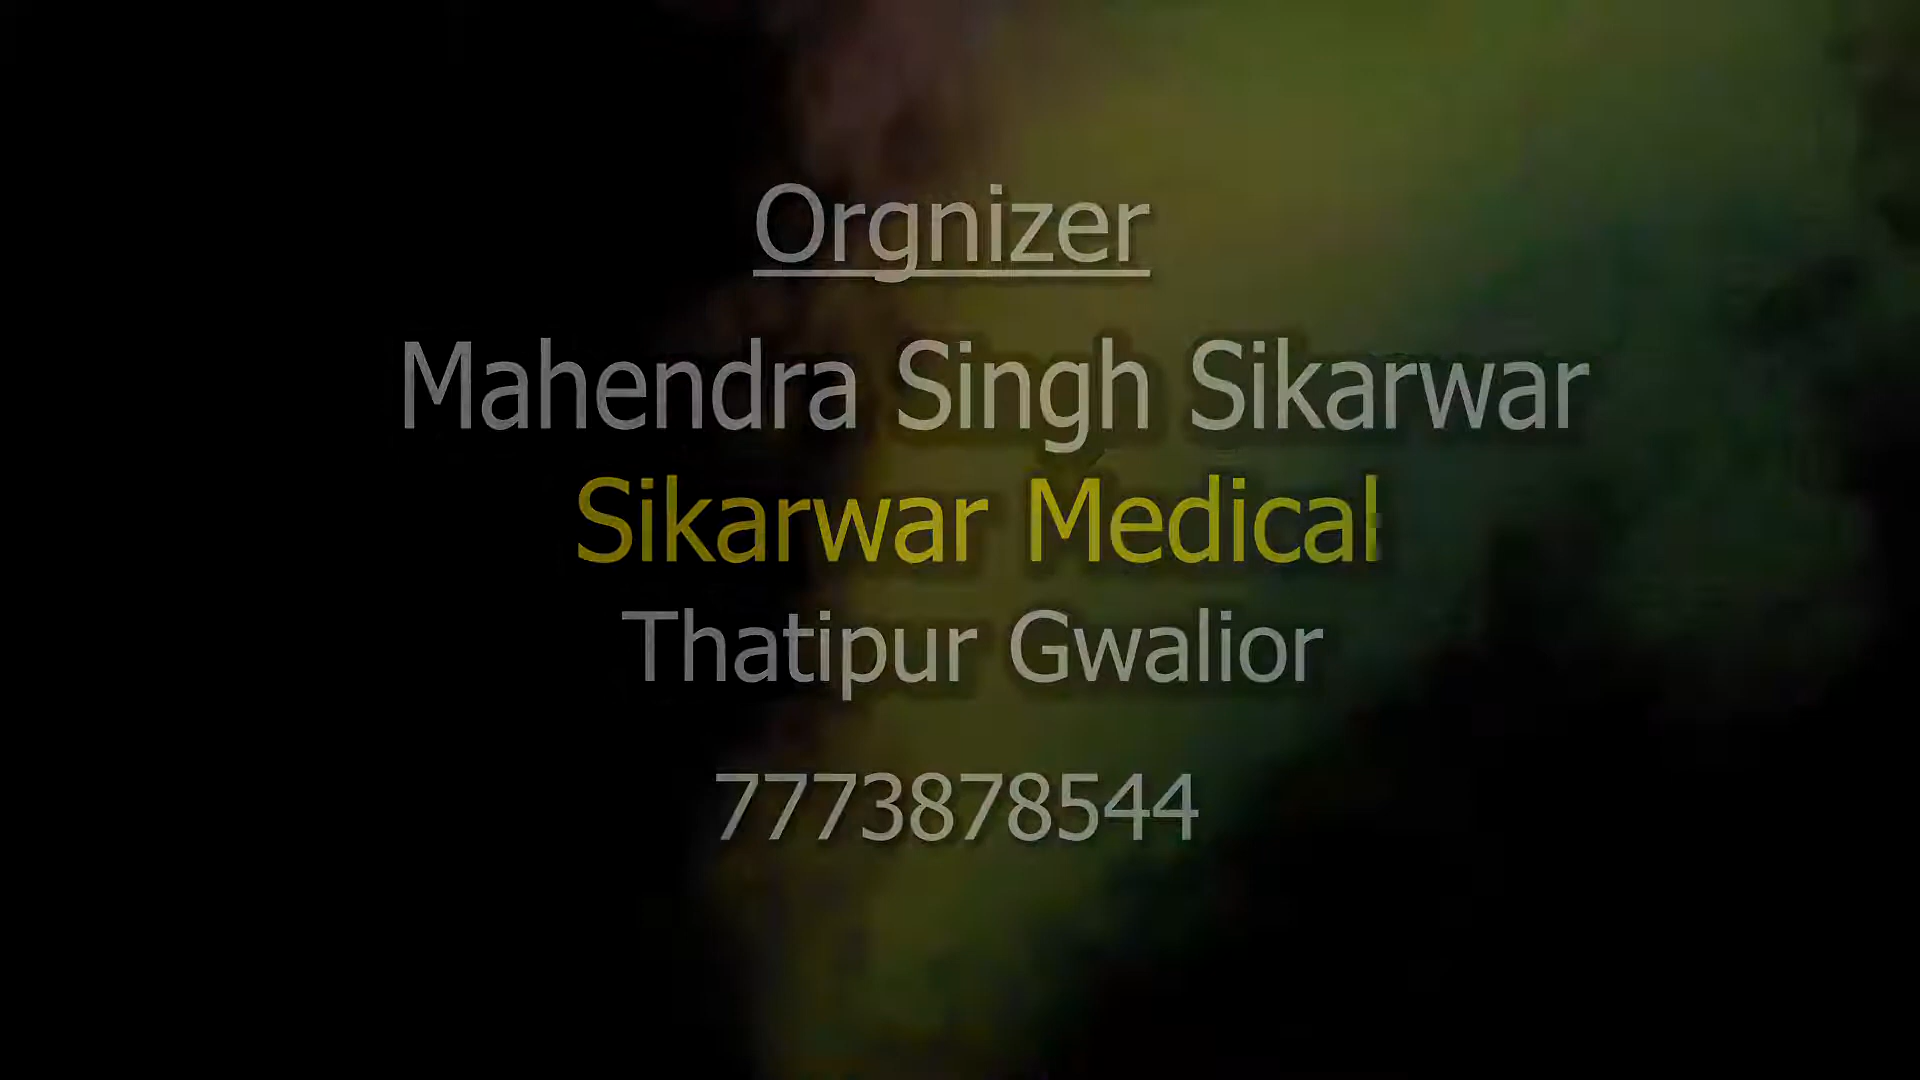 Orgnizer
Mahendra Singh Sikarwar
Sikarwar Medical
Thatipur Gwalior
7773878544